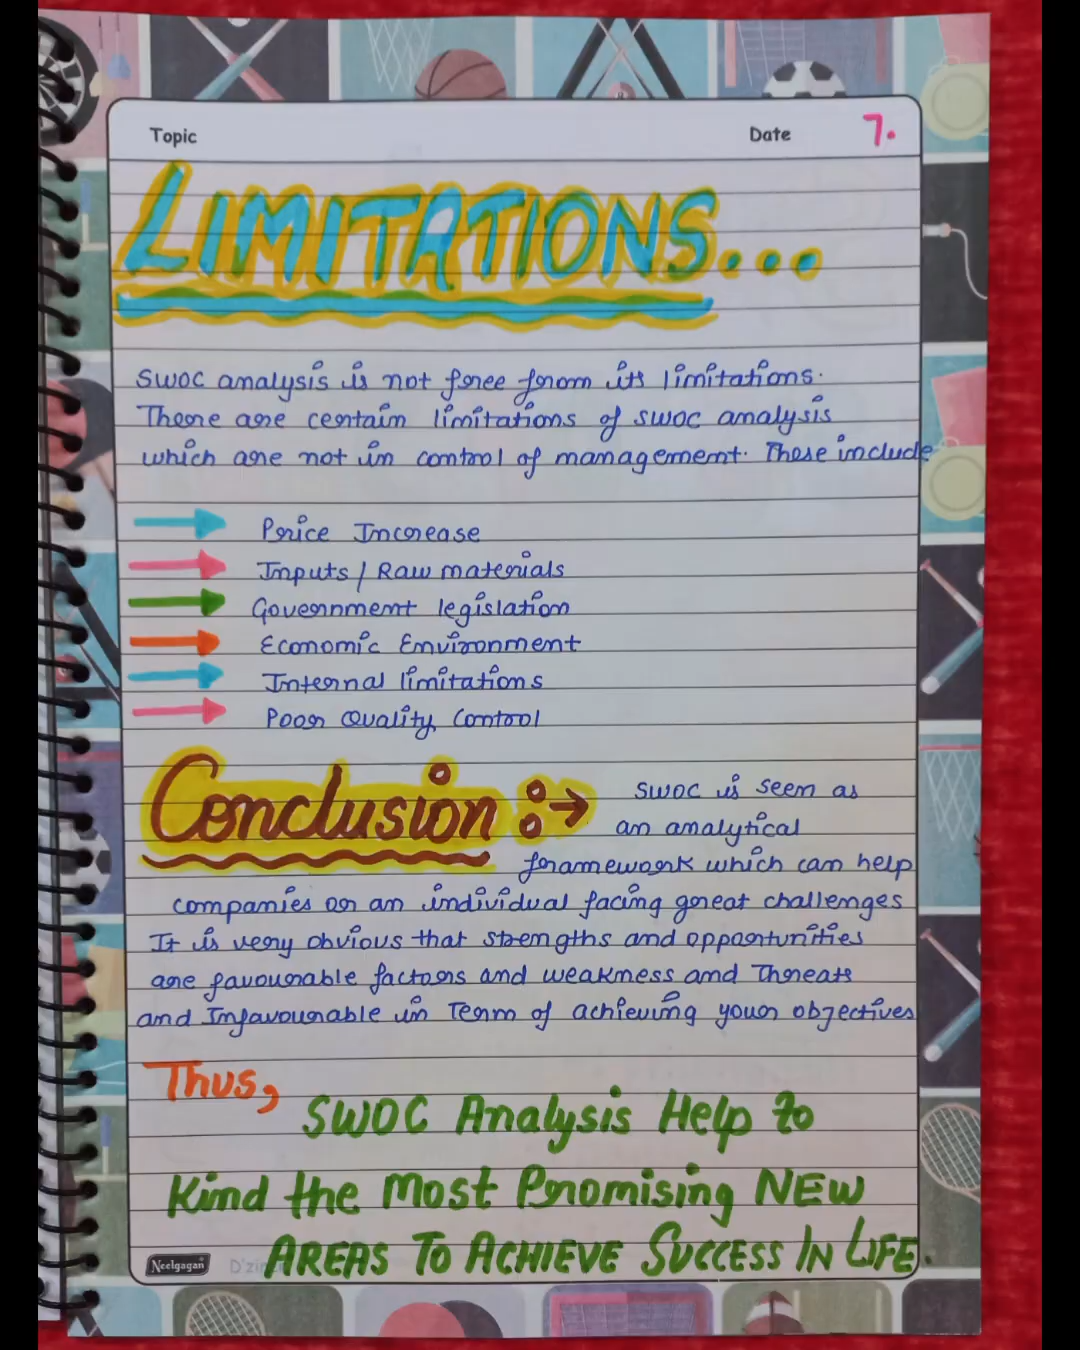 Topic
Date 7.
LIMITATIONS...
SWOC analysis is not free from its limitations.
There are certain limitations of SWOC analysis
which are not in control of management. These include
Price Increase
Inputs / Raw materials
Government legislation
Economic Environment
Internal limitations
Poor Quality Control
Conclusion :→ SWOC is seen as
an analytical
framework which can help
companies or an individual facing great challenges
It is very obvious that strengths and opportunities
are favourable factors and weakness and Threats
and Infavourable in Term of achieving your objectives
Thus,
SWOC Analysis Help to
Kind the Most Promising NEW
AREAS TO ACHIEVE SUCCESS IN LIFE.
Neelgagan